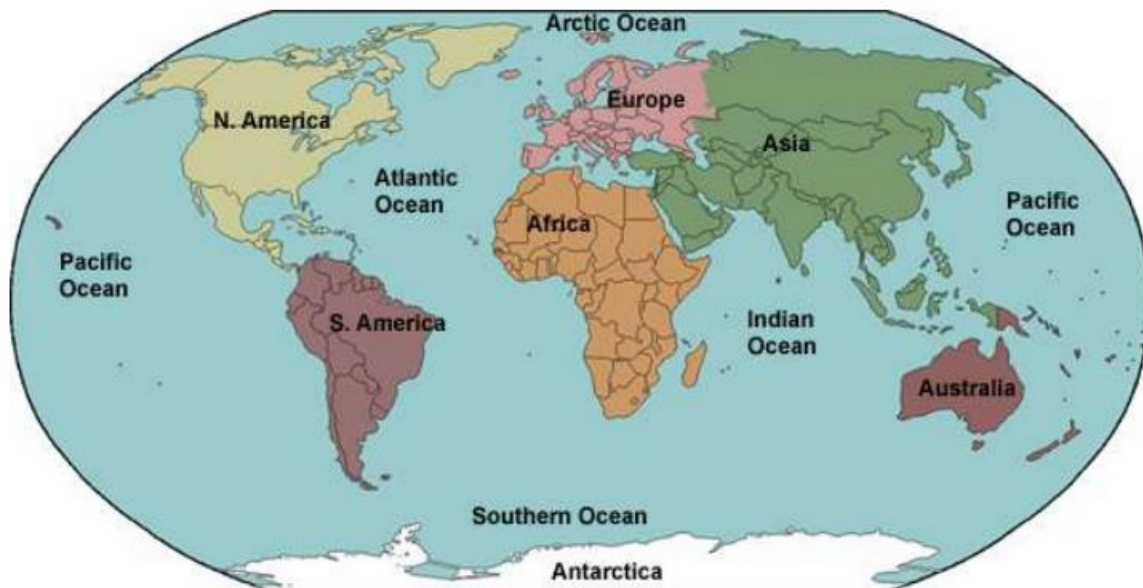 Arctic Ocean
Europe
N. America
Asia
Atlantic
Ocean
Africa
Pacific
Ocean
Pacific
Ocean
S. America
Indian
Ocean
Australia
Southern Ocean
Antarctica